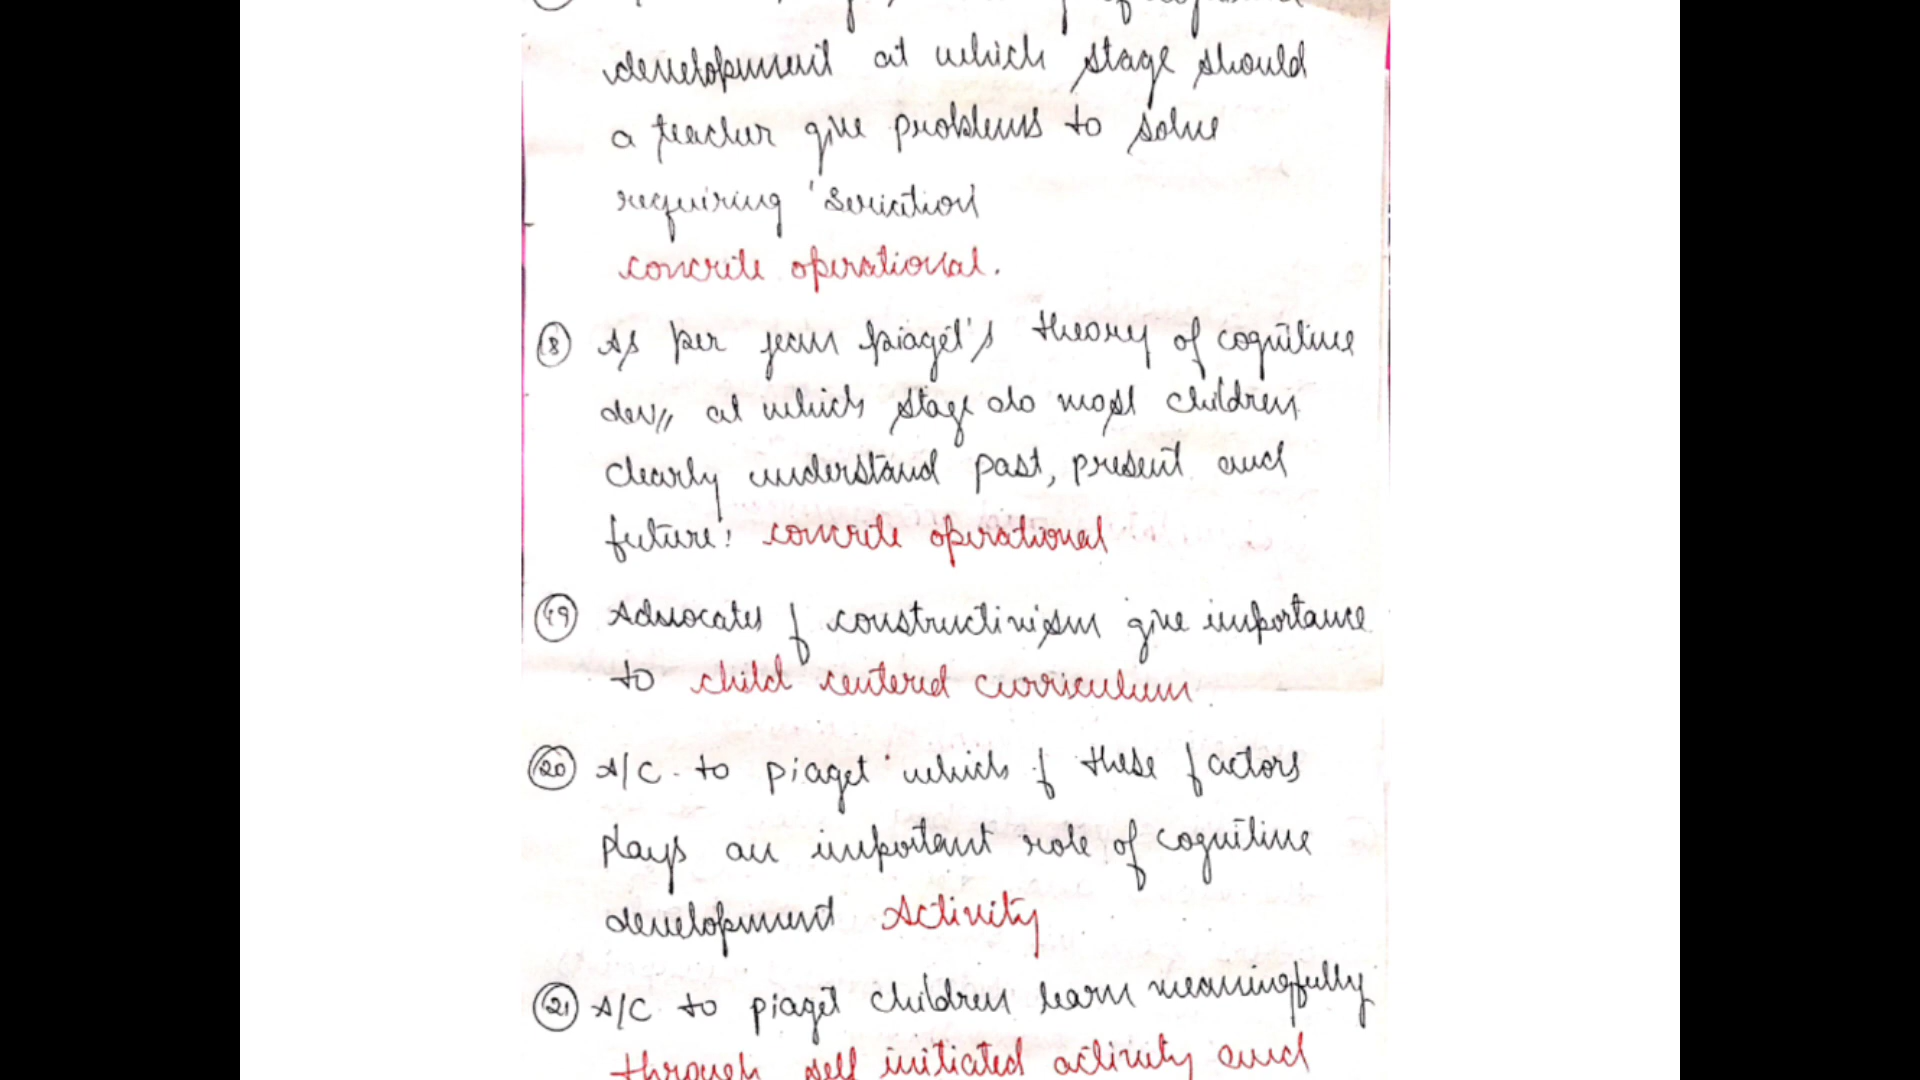 development at which stage should
a teacher give problems to solve
requiring 'Seriation'
concrete operational.
18 As per jean piaget's theory of cognitive
dev,, at which stage do most children
clearly understand past, present and
future! concrete operational
19 Advocates of constructivism give importance
to child centered curriculum.
20 A/C. to piaget which of these factors
plays an important role of cognitive
development Activity
21 A/C to piaget children learn meaningfully
through self initiated activity and